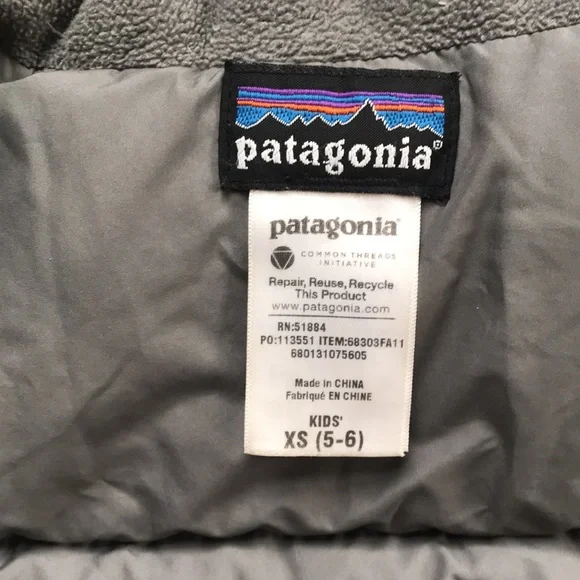 patagonia®
patagonia®
COMMON THREADS
INITIATIVE
Repair, Reuse, Recycle
This Product
www.patagonia.com
RN:51884
PO:113551 ITEM:68303FA11
680131075605
Made in CHINA
Fabriqué EN CHINE
KIDS'
XS (5-6)